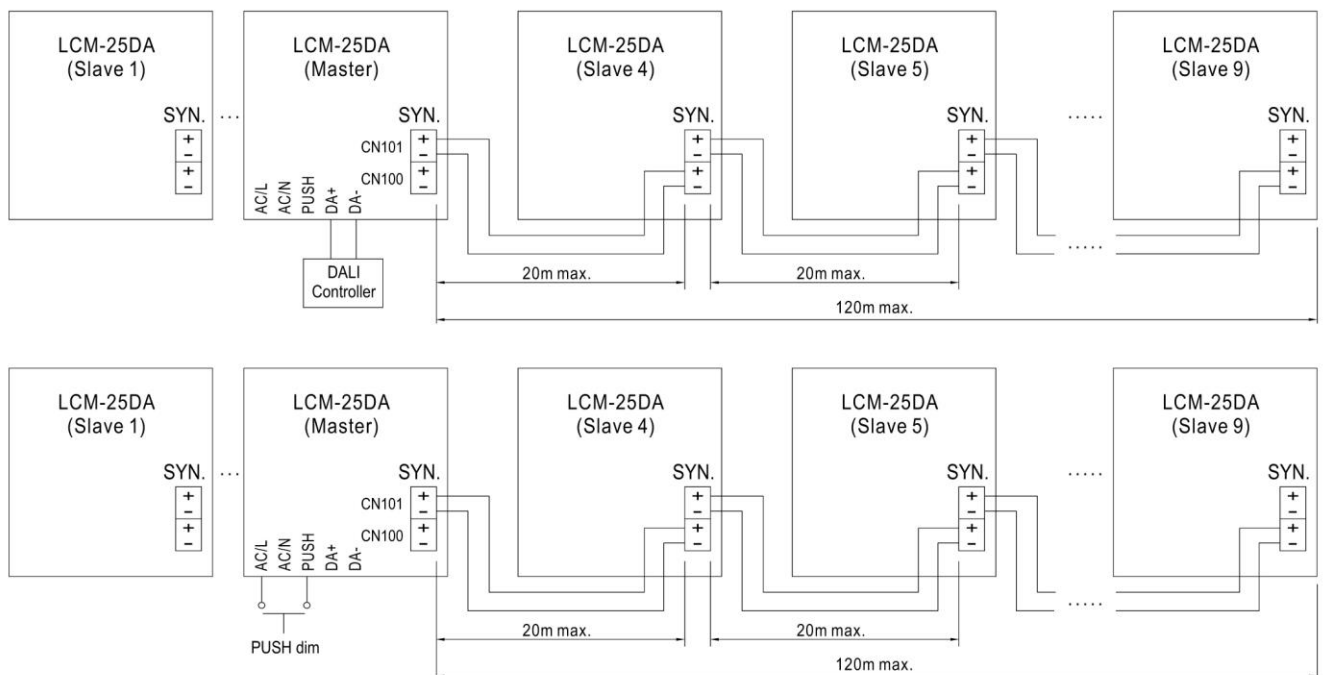 LCM-25DA
(Slave 1)
SYN.
+
-
+
-
....
LCM-25DA
(Master)
SYN.
CN101
+
-
CN100
+
-
AC/L
AC/N
PUSH
DA+
DA-
DALI
Controller
LCM-25DA
(Slave 4)
SYN.
+
-
+
-
LCM-25DA
(Slave 5)
SYN.
+
-
+
-
.....
.....
LCM-25DA
(Slave 9)
SYN.
+
-
+
-
20m max.
20m max.
120m max.
LCM-25DA
(Slave 1)
SYN.
+
-
+
-
....
LCM-25DA
(Master)
SYN.
CN101
+
-
CN100
+
-
AC/L
AC/N
PUSH
DA+
DA-
PUSH dim
LCM-25DA
(Slave 4)
SYN.
+
-
+
-
LCM-25DA
(Slave 5)
SYN.
+
-
+
-
.....
.....
LCM-25DA
(Slave 9)
SYN.
+
-
+
-
20m max.
20m max.
120m max.